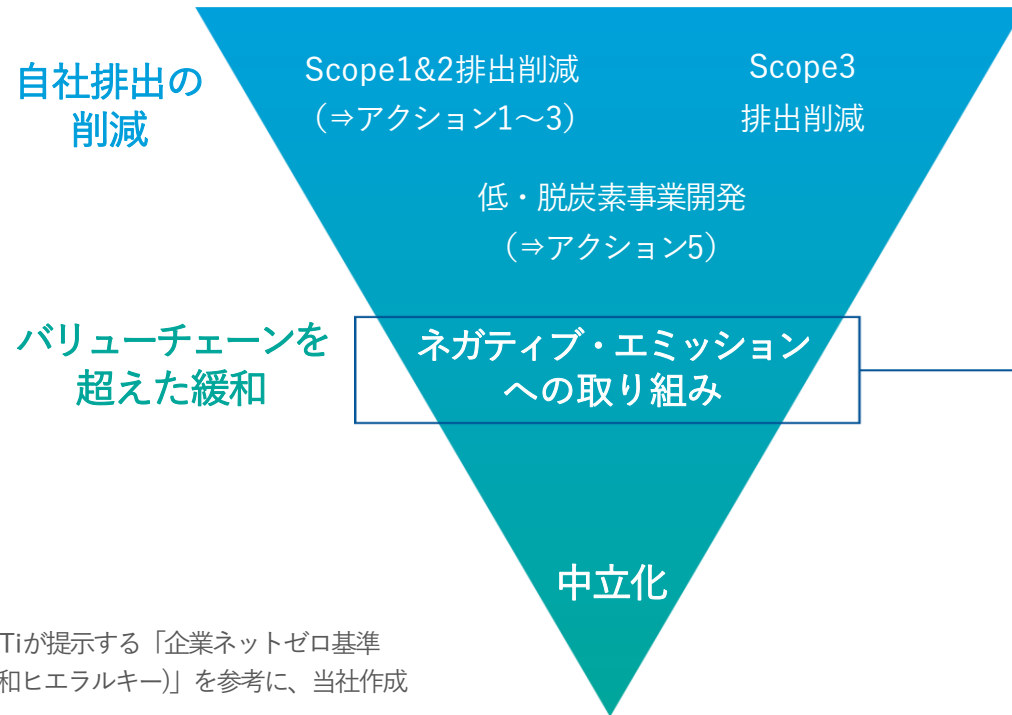 自社排出の
削減
Scope1&2排出削減
（⇒アクション1～3）
Scope3
排出削減
低・脱炭素事業開発
（⇒アクション5）
バリューチェーンを
超えた緩和
ネガティブ・エミッション
への取り組み
中立化
Tiが提示する「企業ネットゼロ基準
和ヒエラルキー)」を参考に、当社作成